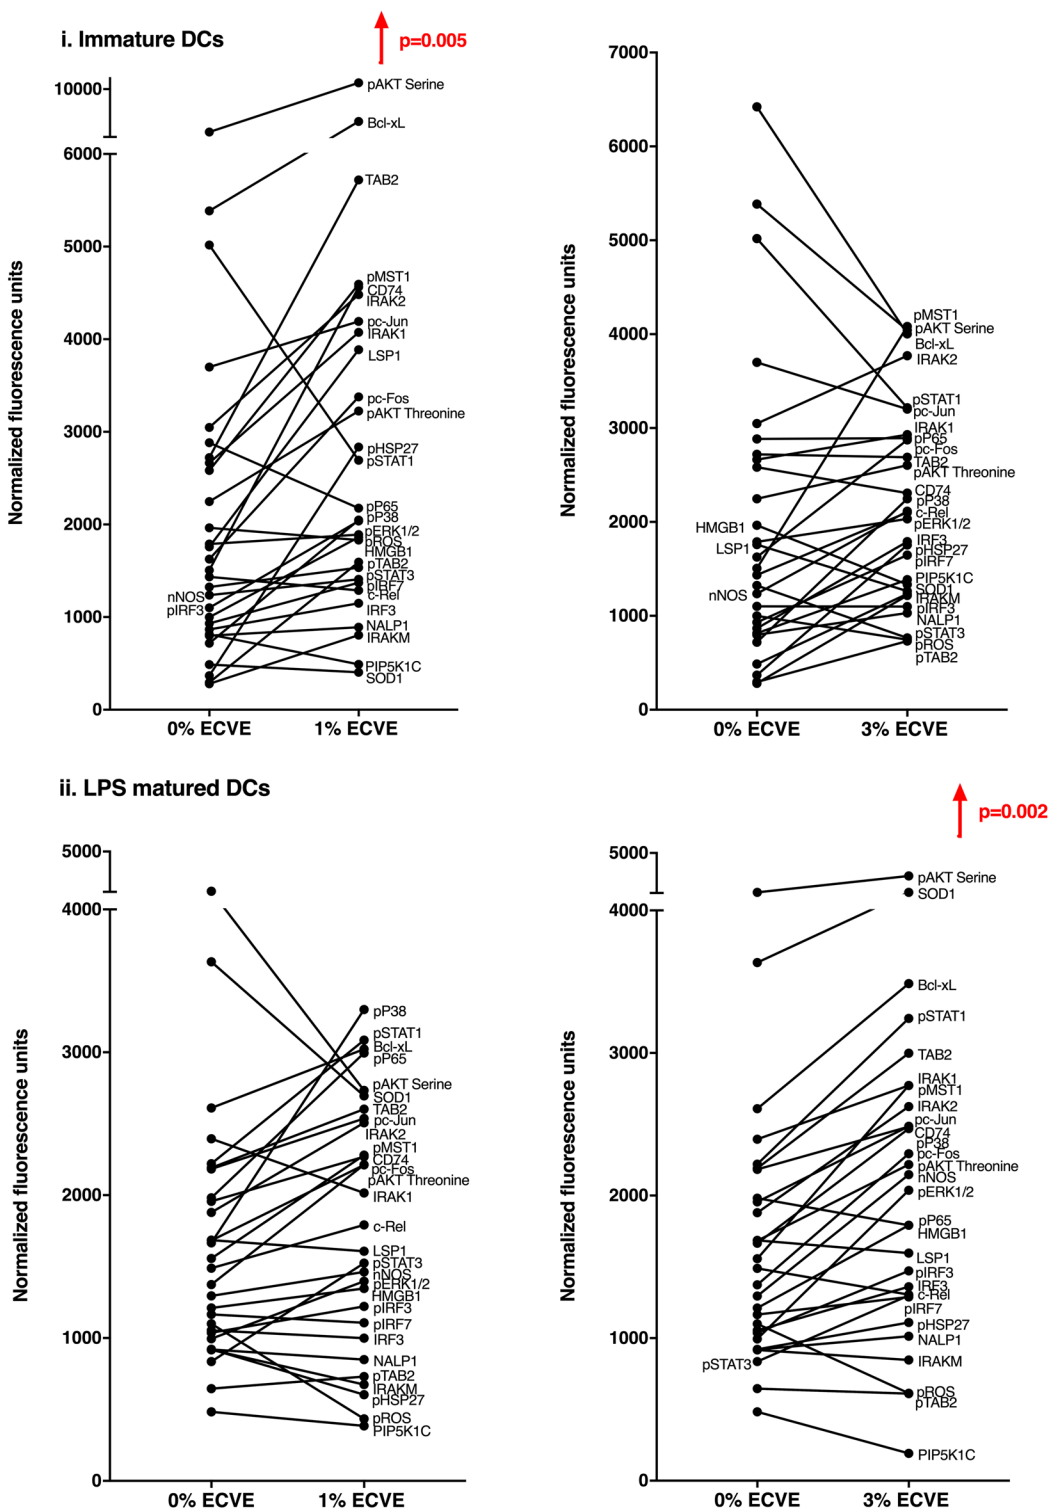 i. Immature DCs
p=0.005
Normalized fluorescence units
10000
6000
5000
4000
3000
2000
1000
0
nNOS
pIRF3
pAKT Serine
Bcl-xL
TAB2
pMST1
CD74
IRAK2
pc-Jun
IRAK1
LSP1
pc-Fos
pAKT Threonine
pHSP27
pSTAT1
pP65
pP38
pERK1/2
pROS
HMGB1
pTAB2
pSTAT3
pIRF7
c-Rel
IRF3
NALP1
IRAKM
PIP5K1C
SOD1
0% ECVE
1% ECVE
Normalized fluorescence units
7000
6000
5000
4000
3000
2000
1000
0
HMGB1
LSP1
nNOS
pMST1
pAKT Serine
Bcl-xL
IRAK2
pSTAT1
pc-Jun
IRAK1
pP65
pc-Fos
TAB2
pAKT Threonine
CD74
pP38
c-Rel
pERK1/2
IRF3
pHSP27
pIRF7
PIP5K1C
SOD1
IRAKM
pIRF3
NALP1
pSTAT3
pROS
pTAB2
0% ECVE
3% ECVE
ii. LPS matured DCs
Normalized fluorescence units
5000
4000
3000
2000
1000
0
pP38
pSTAT1
Bcl-xL
pP65
pAKT Serine
SOD1
TAB2
pc-Jun
IRAK2
pMST1
CD74
pc-Fos
pAKT Threonine
IRAK1
c-Rel
LSP1
pSTAT3
nNOS
pERK1/2
HMGB1
pIRF3
pIRF7
IRF3
NALP1
pTAB2
IRAKM
pHSP27
pROS
PIP5K1C
0% ECVE
1% ECVE
p=0.002
Normalized fluorescence units
5000
4000
3000
2000
1000
0
pSTAT3
pAKT Serine
SOD1
Bcl-xL
pSTAT1
TAB2
IRAK1
pMST1
IRAK2
pc-Jun
CD74
pP38
pc-Fos
pAKT Threonine
nNOS
pERK1/2
pP65
HMGB1
LSP1
pIRF3
IRF3
c-Rel
pIRF7
pHSP27
NALP1
IRAKM
pROS
pTAB2
PIP5K1C
0% ECVE
3% ECVE